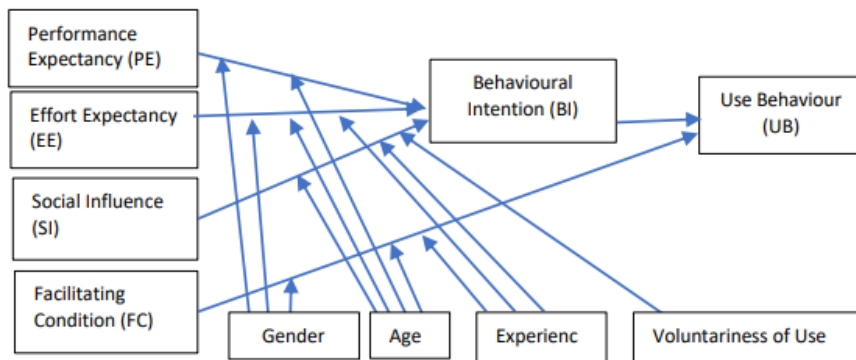 Performance
Expectancy (PE)
Effort Expectancy
(EE)
Social Influence
(SI)
Facilitating
Condition (FC)
Behavioural
Intention (BI)
Use Behaviour
(UB)
Gender
Age
Experienc
Voluntariness of Use